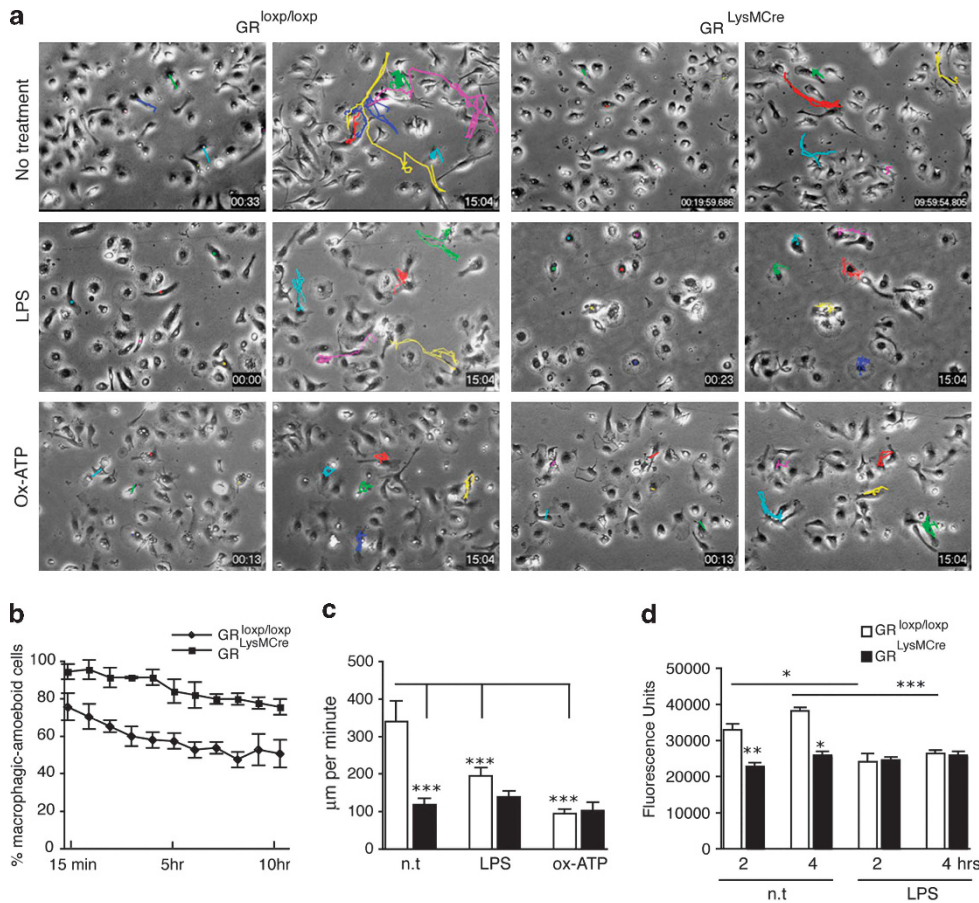 a
GR loxp/loxp
GR LysMCre
No treatment
00:33
15:04
00:19:59.686
09:59:54.805
LPS
00:00
15:04
00:23
15:04
Ox-ATP
00:13
15:04
00:13
15:04
b
GR loxp/loxp
GR LysMCre
% macrophagic-amoeboid cells
100
80
60
40
20
0
15 min
5hr
10hr
c
μm per minute
500
400
300
200
100
0
***
***
***
n.t
LPS
ox-ATP
d
GR loxp/loxp
GR LysMCre
Fluorescence Units
50000
40000
30000
20000
10000
0
*
***
**
*
2
4
2
4 hrs
n.t
LPS